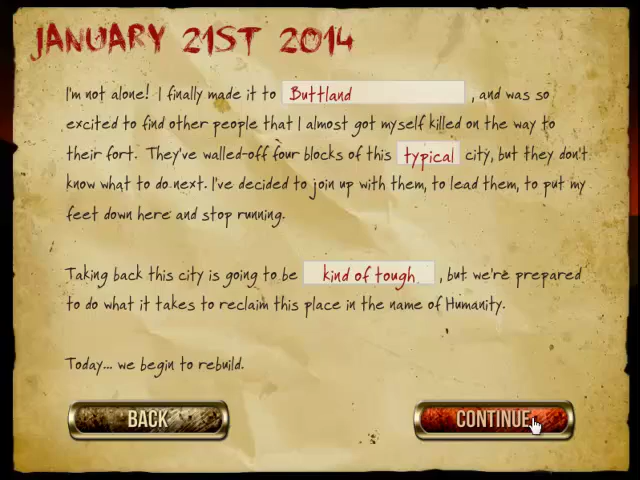 JANUARY 21ST 2014
I'm not alone! I finally made it to Buttland , and was so
excited to find other people that I almost got myself killed on the way to
their fort. They've walled-off four blocks of this typical city, but they don't
know what to do next. I've decided to join up with them, to lead them, to put my
feet down here and stop running.
Taking back this city is going to be kind of tough , but we're prepared
to do what it takes to reclaim this place in the name of Humanity.
Today... we begin to rebuild.
BACK CONTINUE